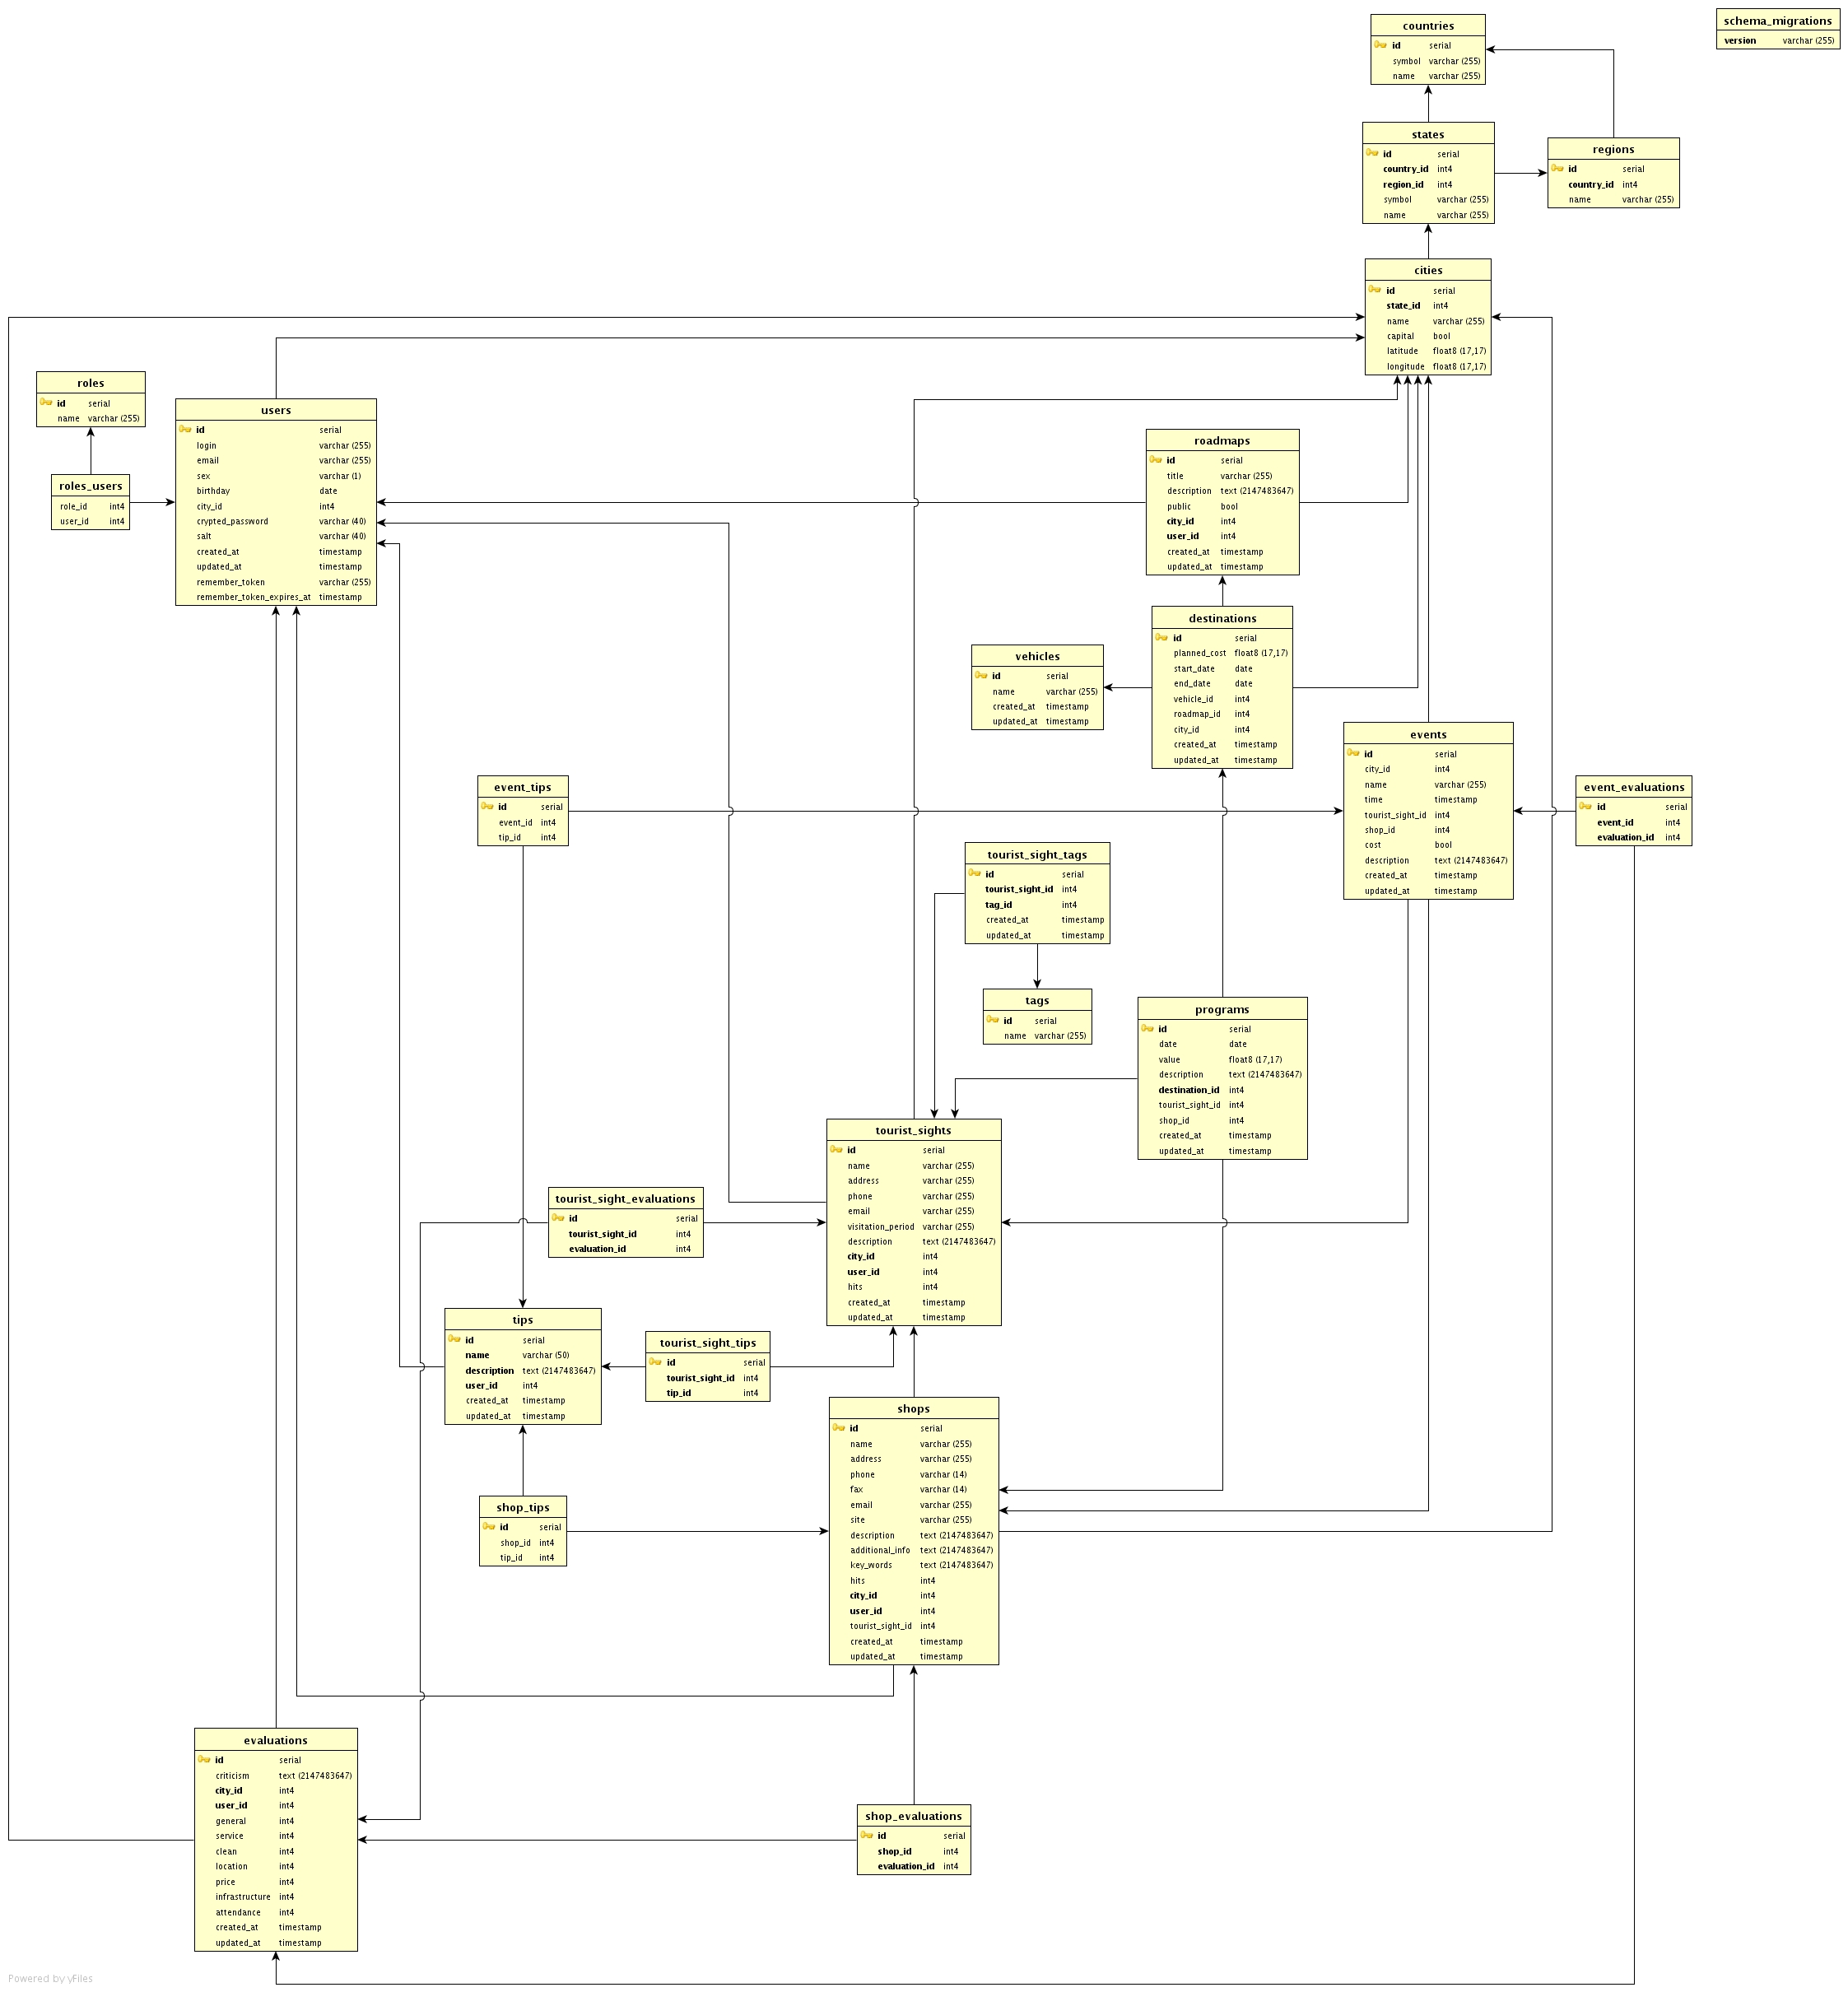 countries
id serial
symbol varchar (255)
name varchar (255)
schema_migrations
version varchar (255)
states
id serial
country_id int4
region_id int4
symbol varchar (255)
name varchar (255)
regions
id serial
country_id int4
name varchar (255)
cities
id serial
state_id int4
name varchar (255)
capital bool
latitude float8 (17,17)
longitude float8 (17,17)
roles
id serial
name varchar (255)
users
id serial
login varchar (255)
email varchar (255)
sex varchar (1)
birthday date
city_id int4
crypted_password varchar (40)
salt varchar (40)
created_at timestamp
updated_at timestamp
remember_token varchar (255)
remember_token_expires_at timestamp
roles_users
role_id int4
user_id int4
roadmaps
id serial
title varchar (255)
description text (2147483647)
public bool
city_id int4
user_id int4
created_at timestamp
updated_at timestamp
destinations
id serial
planned_cost float8 (17,17)
start_date date
end_date date
vehicle_id int4
roadmap_id int4
city_id int4
created_at timestamp
updated_at timestamp
vehicles
id serial
name varchar (255)
created_at timestamp
updated_at timestamp
events
id serial
city_id int4
name varchar (255)
time timestamp
tourist_sight_id int4
shop_id int4
cost bool
description text (2147483647)
created_at timestamp
updated_at timestamp
event_tips
id serial
event_id int4
tip_id int4
event_evaluations
id serial
event_id int4
evaluation_id int4
tourist_sight_tags
id serial
tourist_sight_id int4
tag_id int4
created_at timestamp
updated_at timestamp
tags
id serial
name varchar (255)
programs
id serial
date date
value float8 (17,17)
description text (2147483647)
destination_id int4
tourist_sight_id int4
shop_id int4
created_at timestamp
updated_at timestamp
tourist_sights
id serial
name varchar (255)
address varchar (255)
phone varchar (255)
email varchar (255)
visitation_period varchar (255)
description text (2147483647)
city_id int4
user_id int4
hits int4
created_at timestamp
updated_at timestamp
tourist_sight_evaluations
id serial
tourist_sight_id int4
evaluation_id int4
tips
id serial
name varchar (50)
description text (2147483647)
user_id int4
created_at timestamp
updated_at timestamp
tourist_sight_tips
id serial
tourist_sight_id int4
tip_id int4
shops
id serial
name varchar (255)
address varchar (255)
phone varchar (14)
fax varchar (14)
email varchar (255)
site varchar (255)
description text (2147483647)
additional_info text (2147483647)
key_words text (2147483647)
hits int4
city_id int4
user_id int4
tourist_sight_id int4
created_at timestamp
updated_at timestamp
shop_tips
id serial
shop_id int4
tip_id int4
evaluations
id serial
criticism text (2147483647)
city_id int4
user_id int4
general int4
service int4
clean int4
location int4
price int4
infrastructure int4
attendance int4
created_at timestamp
updated_at timestamp
shop_evaluations
id serial
shop_id int4
evaluation_id int4
Powered by yFiles